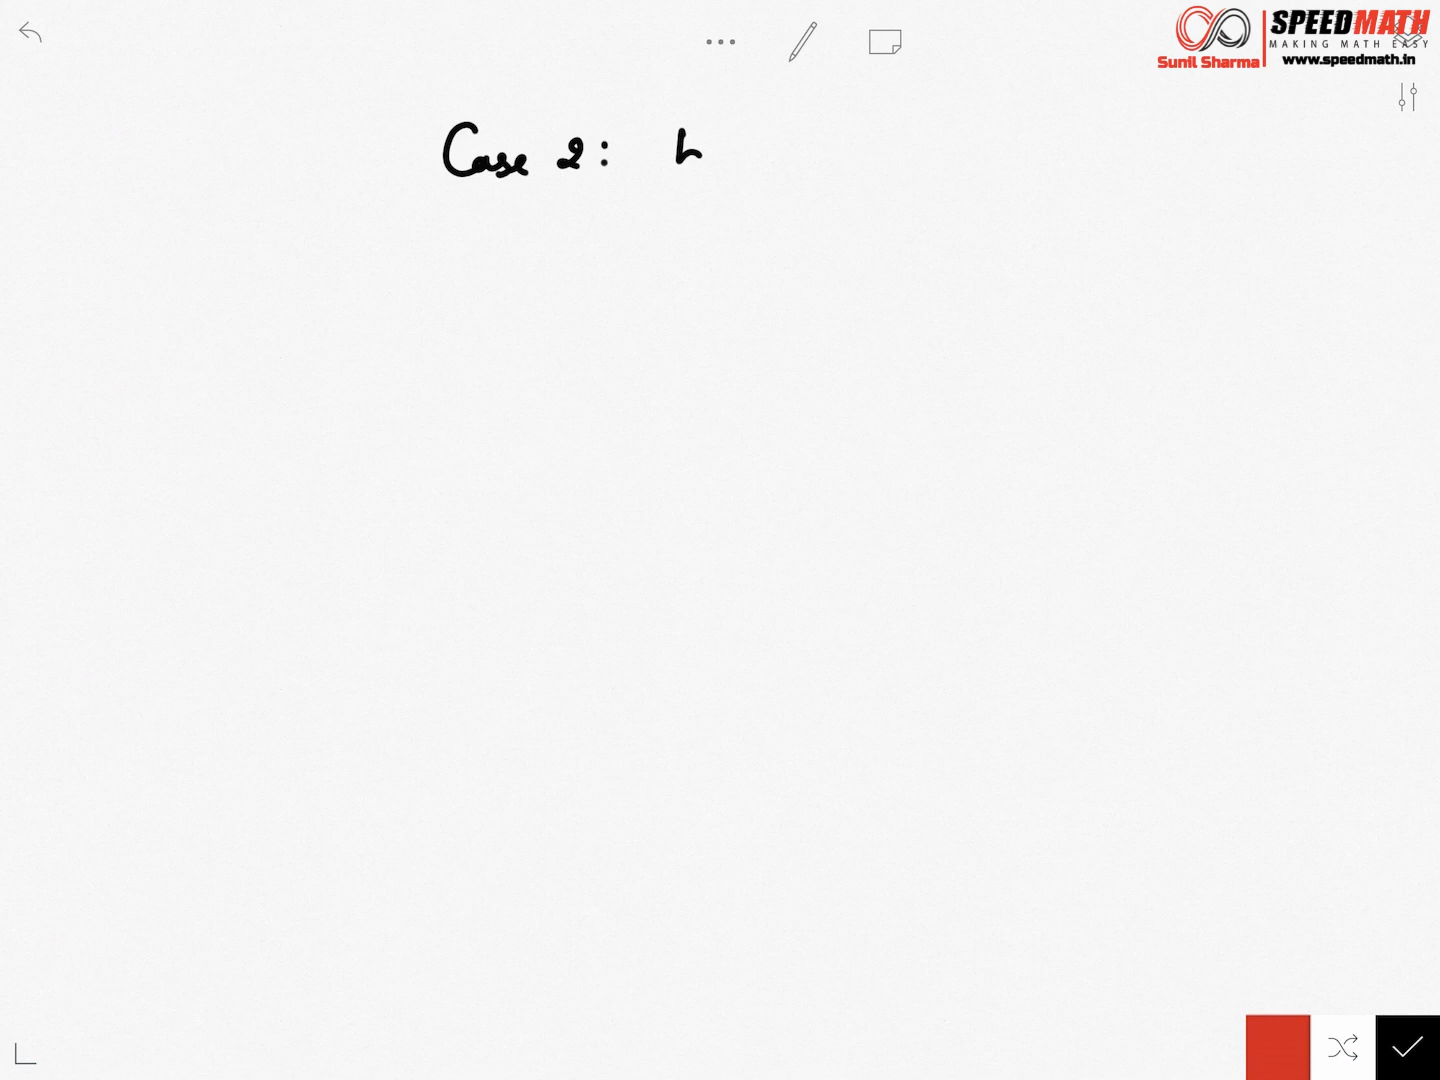 SPEEDMATH
MAKING MATH EASY
Sunil Sharma
www.speedmath.in
Case 2: